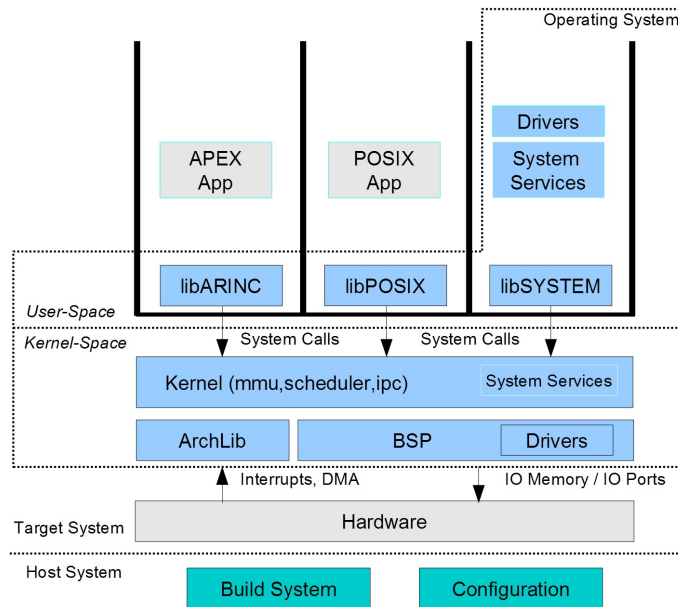 Operating System
Drivers
APEX
App
POSIX
App
System
Services
libARINC
libPOSIX
libSYSTEM
User-Space
Kernel-Space
System Calls
System Calls
Kernel (mmu,scheduler,ipc)
System Services
ArchLib
BSP
Drivers
Interrupts, DMA
IO Memory / IO Ports
Target System
Hardware
Host System
Build System
Configuration